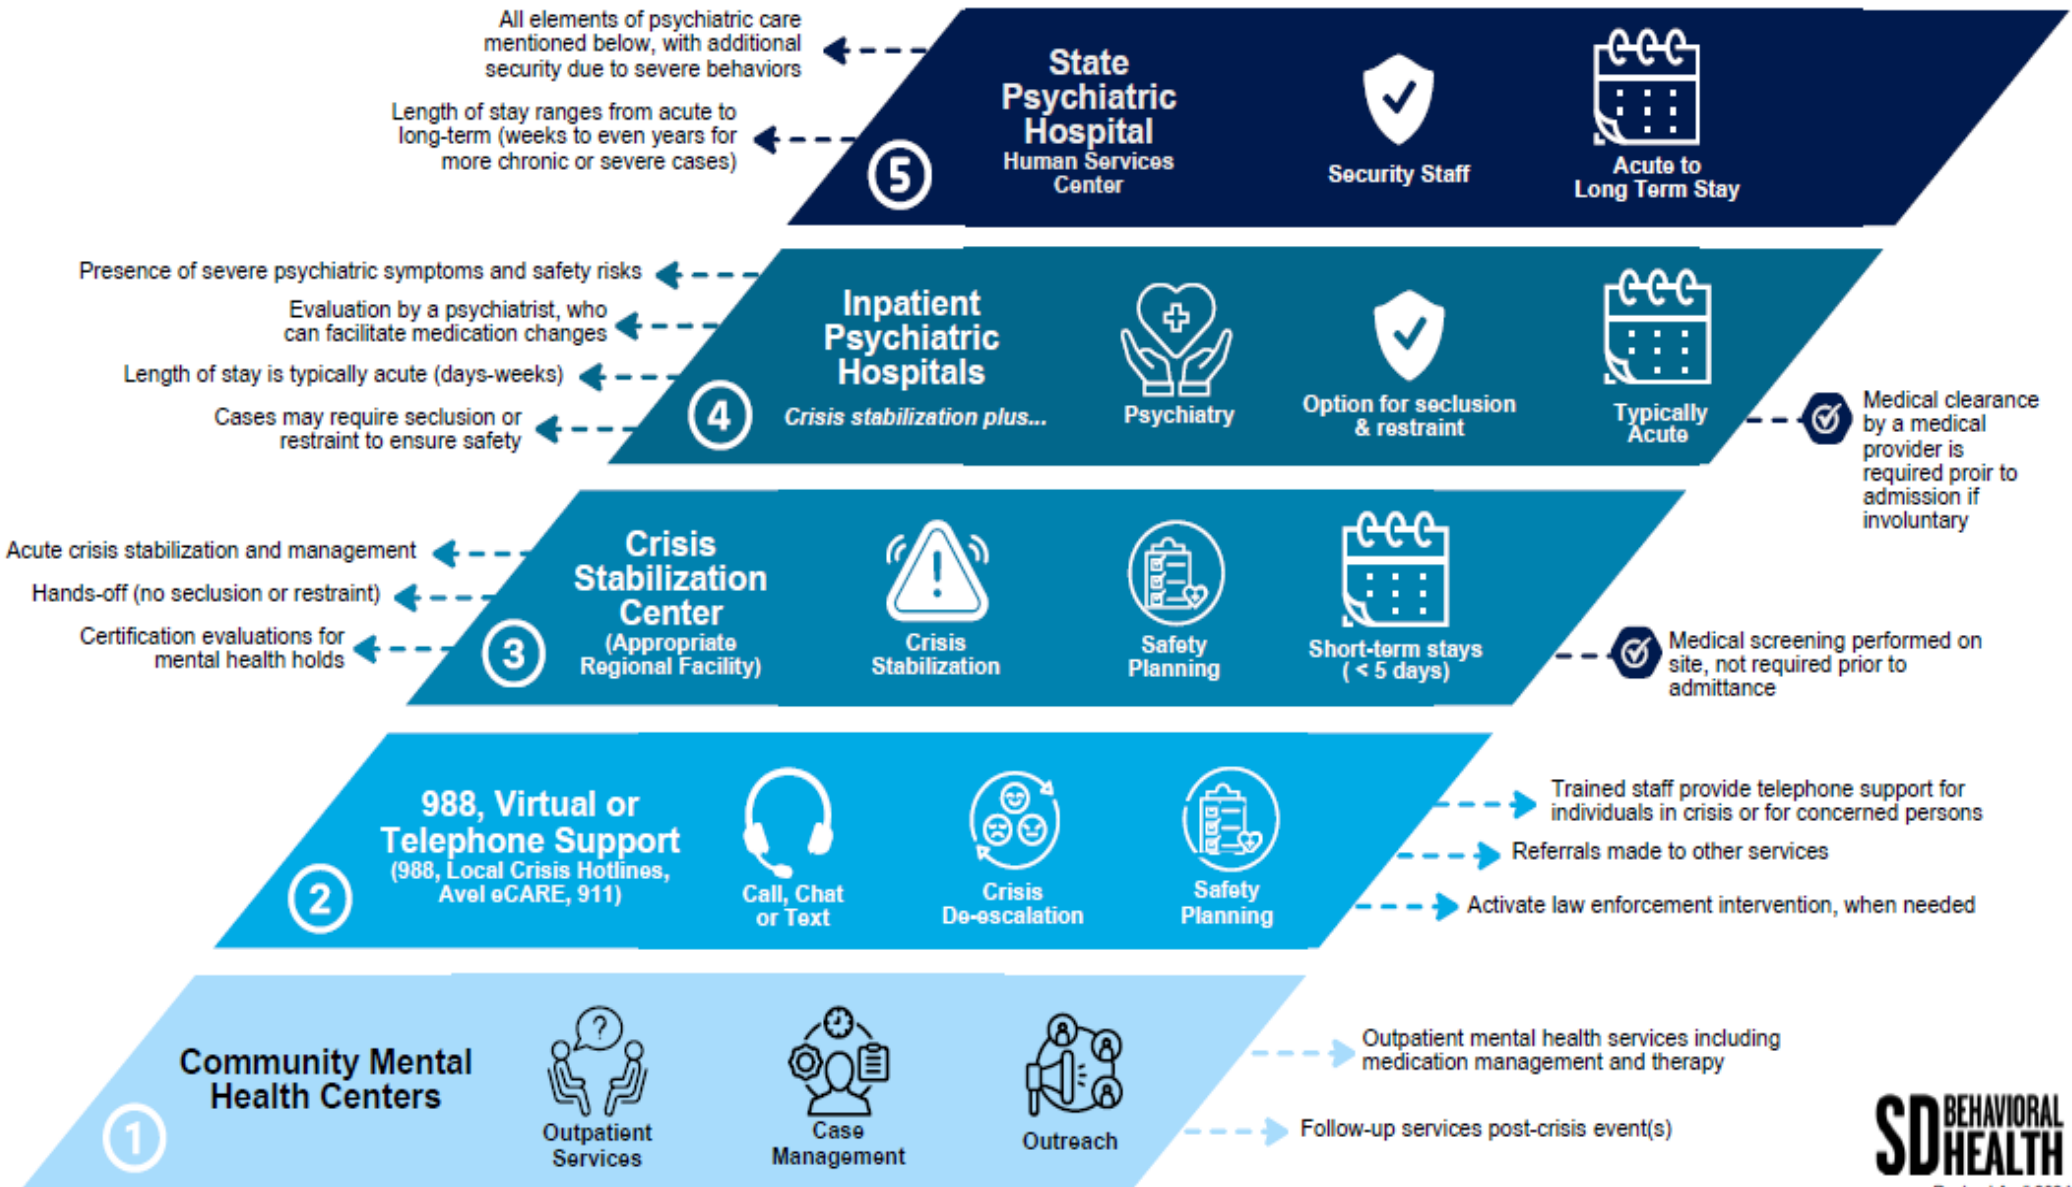 All elements of psychiatric care
mentioned below, with additional
security due to severe behaviors
Length of stay ranges from acute to
long-term (weeks to even years for
more chronic or severe cases)
5
State
Psychiatric
Hospital
Human Services
Center
Security Staff
Acute to
Long Term Stay
Presence of severe psychiatric symptoms and safety risks
Evaluation by a psychiatrist, who
can facilitate medication changes
Length of stay is typically acute (days-weeks)
Cases may require seclusion or
restraint to ensure safety
4
Inpatient
Psychiatric
Hospitals
Crisis stabilization plus...
Psychiatry
Option for seclusion
& restraint
Typically
Acute
Medical clearance
by a medical
provider is
required proir to
admission if
involuntary
Acute crisis stabilization and management
Hands-off (no seclusion or restraint)
Certification evaluations for
mental health holds
3
Crisis
Stabilization
Center
(Appropriate
Regional Facility)
Crisis
Stabilization
Safety
Planning
Short-term stays
( < 5 days)
Medical screening performed on
site, not required prior to
admittance
2
988, Virtual or
Telephone Support
(988, Local Crisis Hotlines,
Avel eCARE, 911)
Call, Chat
or Text
Crisis
De-escalation
Safety
Planning
Trained staff provide telephone support for
individuals in crisis or for concerned persons
Referrals made to other services
Activate law enforcement intervention, when needed
1
Community Mental
Health Centers
?
Outpatient
Services
Case
Management
Outreach
Outpatient mental health services including
medication management and therapy
Follow-up services post-crisis event(s)
SD BEHAVIORAL
HEALTH